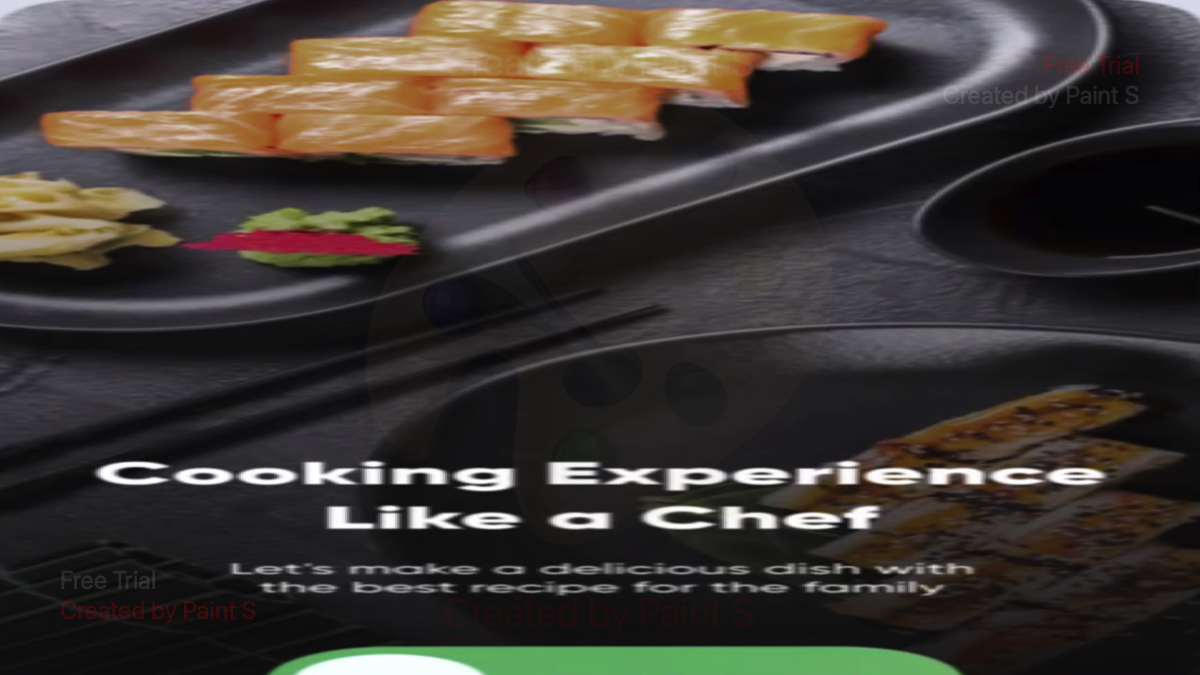 Free Trial
Created by Paint S
Cooking Experience
Like a Chef
Let's make a delicious dish with
the best recipe for the family
Free Trial
Created by Paint S
Created by Paint S